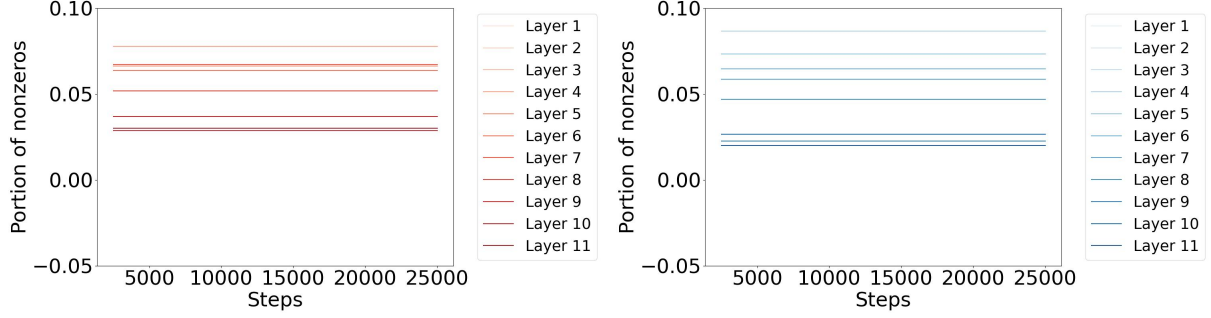 Portion of nonzeros
0.10
0.05
0.00
−0.05
5000 10000 15000 20000 25000
Steps
Layer 1
Layer 2
Layer 3
Layer 4
Layer 5
Layer 6
Layer 7
Layer 8
Layer 9
Layer 10
Layer 11
Portion of nonzeros
0.10
0.05
0.00
−0.05
5000 10000 15000 20000 25000
Steps
Layer 1
Layer 2
Layer 3
Layer 4
Layer 5
Layer 6
Layer 7
Layer 8
Layer 9
Layer 10
Layer 11